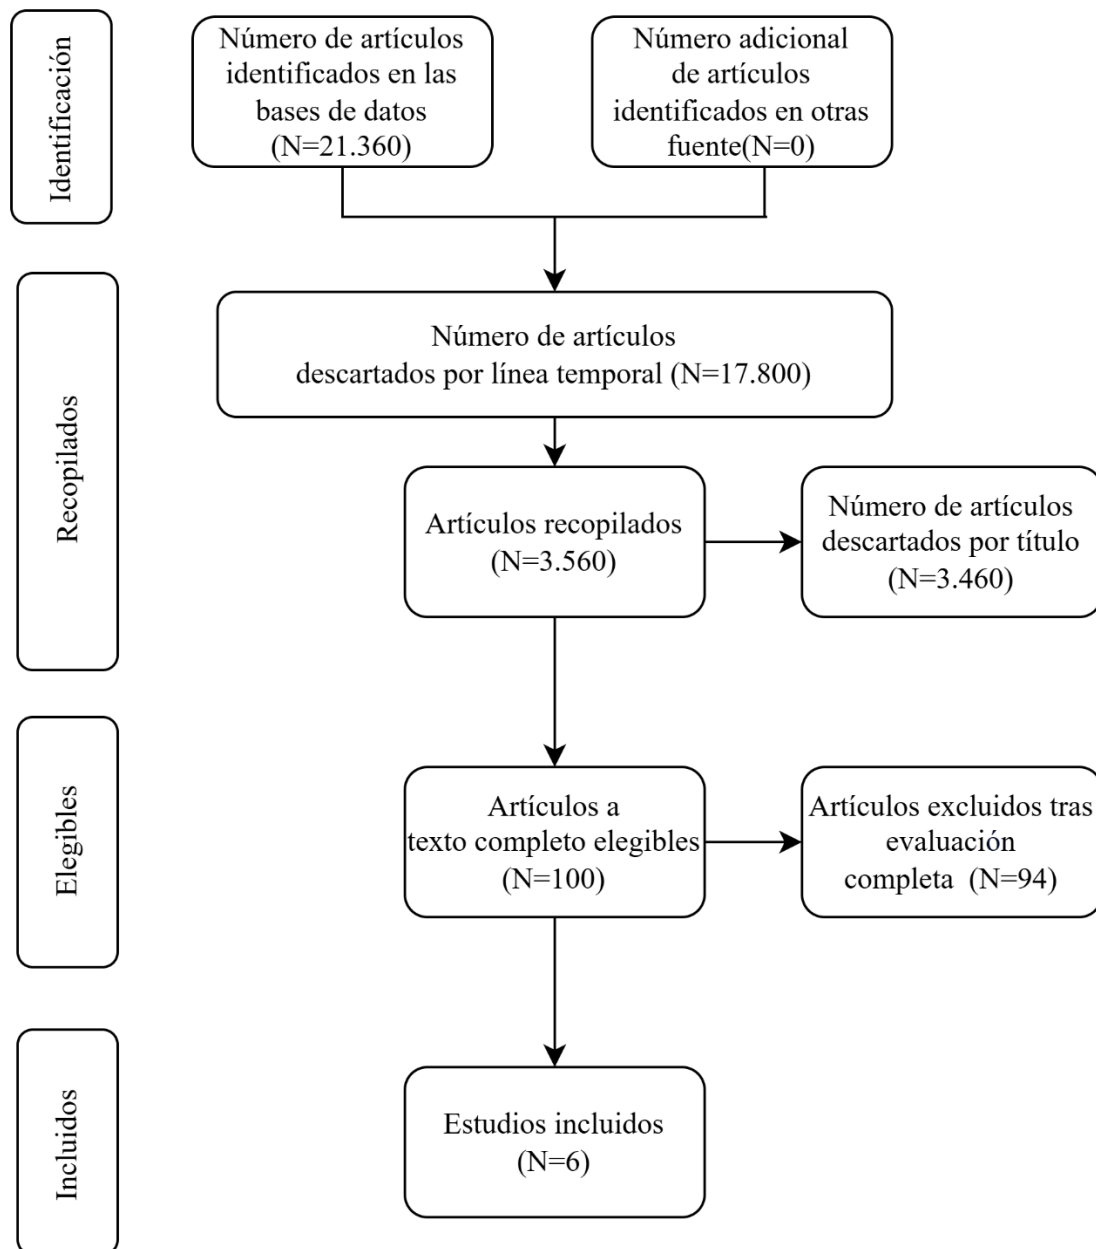 Identificación
Número de artículos
identificados en las
bases de datos
(N=21.360)
Número adicional
de artículos
identificados en otras
fuente(N=0)
Recopilados
Número de artículos
descartados por línea temporal (N=17.800)
Artículos recopilados
(N=3.560)
Número de artículos
descartados por título
(N=3.460)
Elegibles
Artículos a
texto completo elegibles
(N=100)
Artículos excluidos tras
evaluación
completa  (N=94)
Incluidos
Estudios incluidos
(N=6)